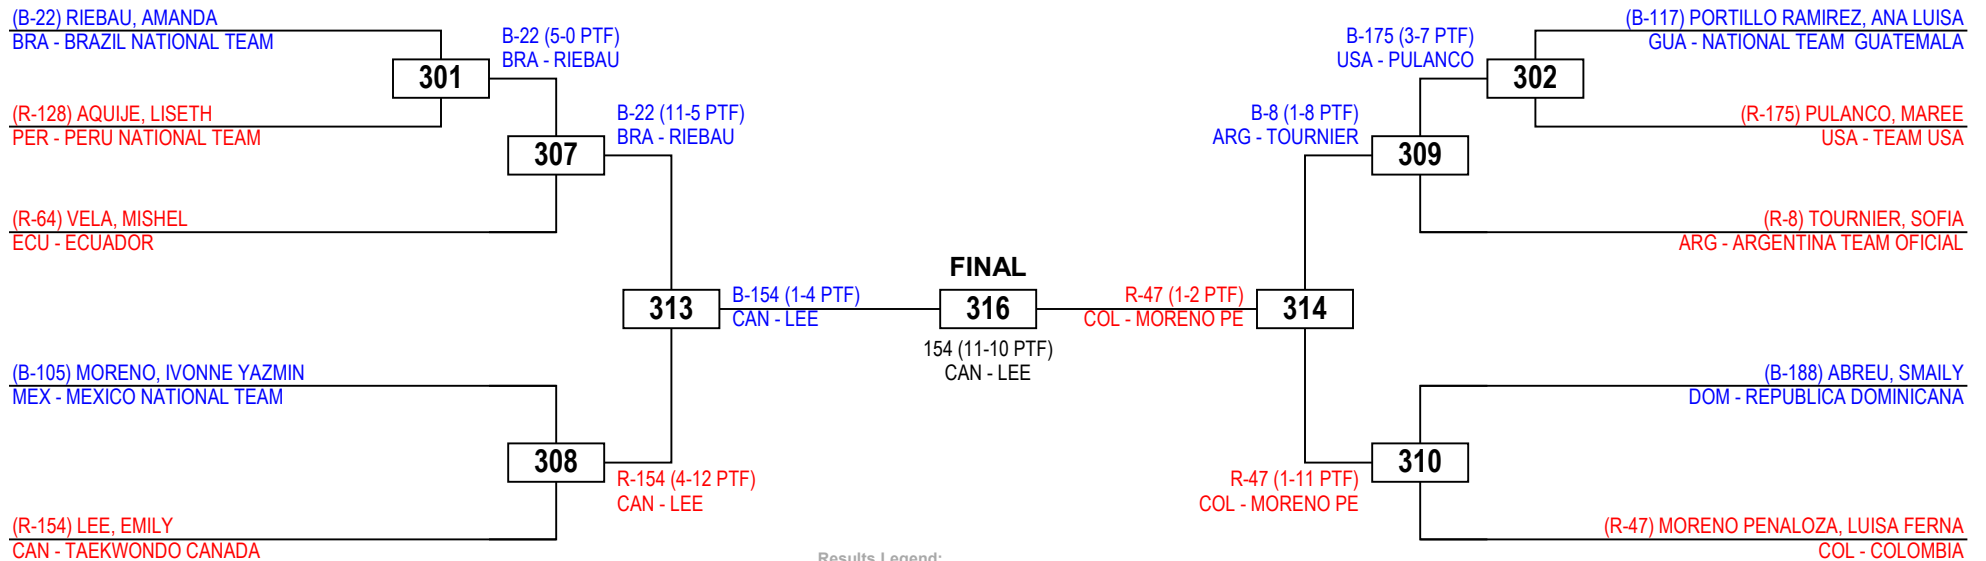 (B-22) RIEBAU, AMANDA
BRA - BRAZIL NATIONAL TEAM
301
B-22 (5-0 PTF)
BRA - RIEBAU
(R-128) AQUIJE, LISETH
PER - PERU NATIONAL TEAM
307
B-22 (11-5 PTF)
BRA - RIEBAU
(R-64) VELA, MISHEL
ECU - ECUADOR
313
B-154 (1-4 PTF)
CAN - LEE
(B-105) MORENO, IVONNE YAZMIN
MEX - MEXICO NATIONAL TEAM
308
R-154 (4-12 PTF)
CAN - LEE
(R-154) LEE, EMILY
CAN - TAEKWONDO CANADA
FINAL
316
154 (11-10 PTF)
CAN - LEE
(B-117) PORTILLO RAMIREZ, ANA LUISA
GUA - NATIONAL TEAM  GUATEMALA
B-175 (3-7 PTF)
USA - PULANCO
302
(R-175) PULANCO, MAREE
USA - TEAM USA
B-8 (1-8 PTF)
ARG - TOURNIER
309
(R-8) TOURNIER, SOFIA
ARG - ARGENTINA TEAM OFICIAL
R-47 (1-2 PTF)
COL - MORENO PE
314
(B-188) ABREU, SMAILY
DOM - REPUBLICA DOMINICANA
R-47 (1-11 PTF)
COL - MORENO PE
310
(R-47) MORENO PENALOZA, LUISA FERNA
COL - COLOMBIA
Results Legend: